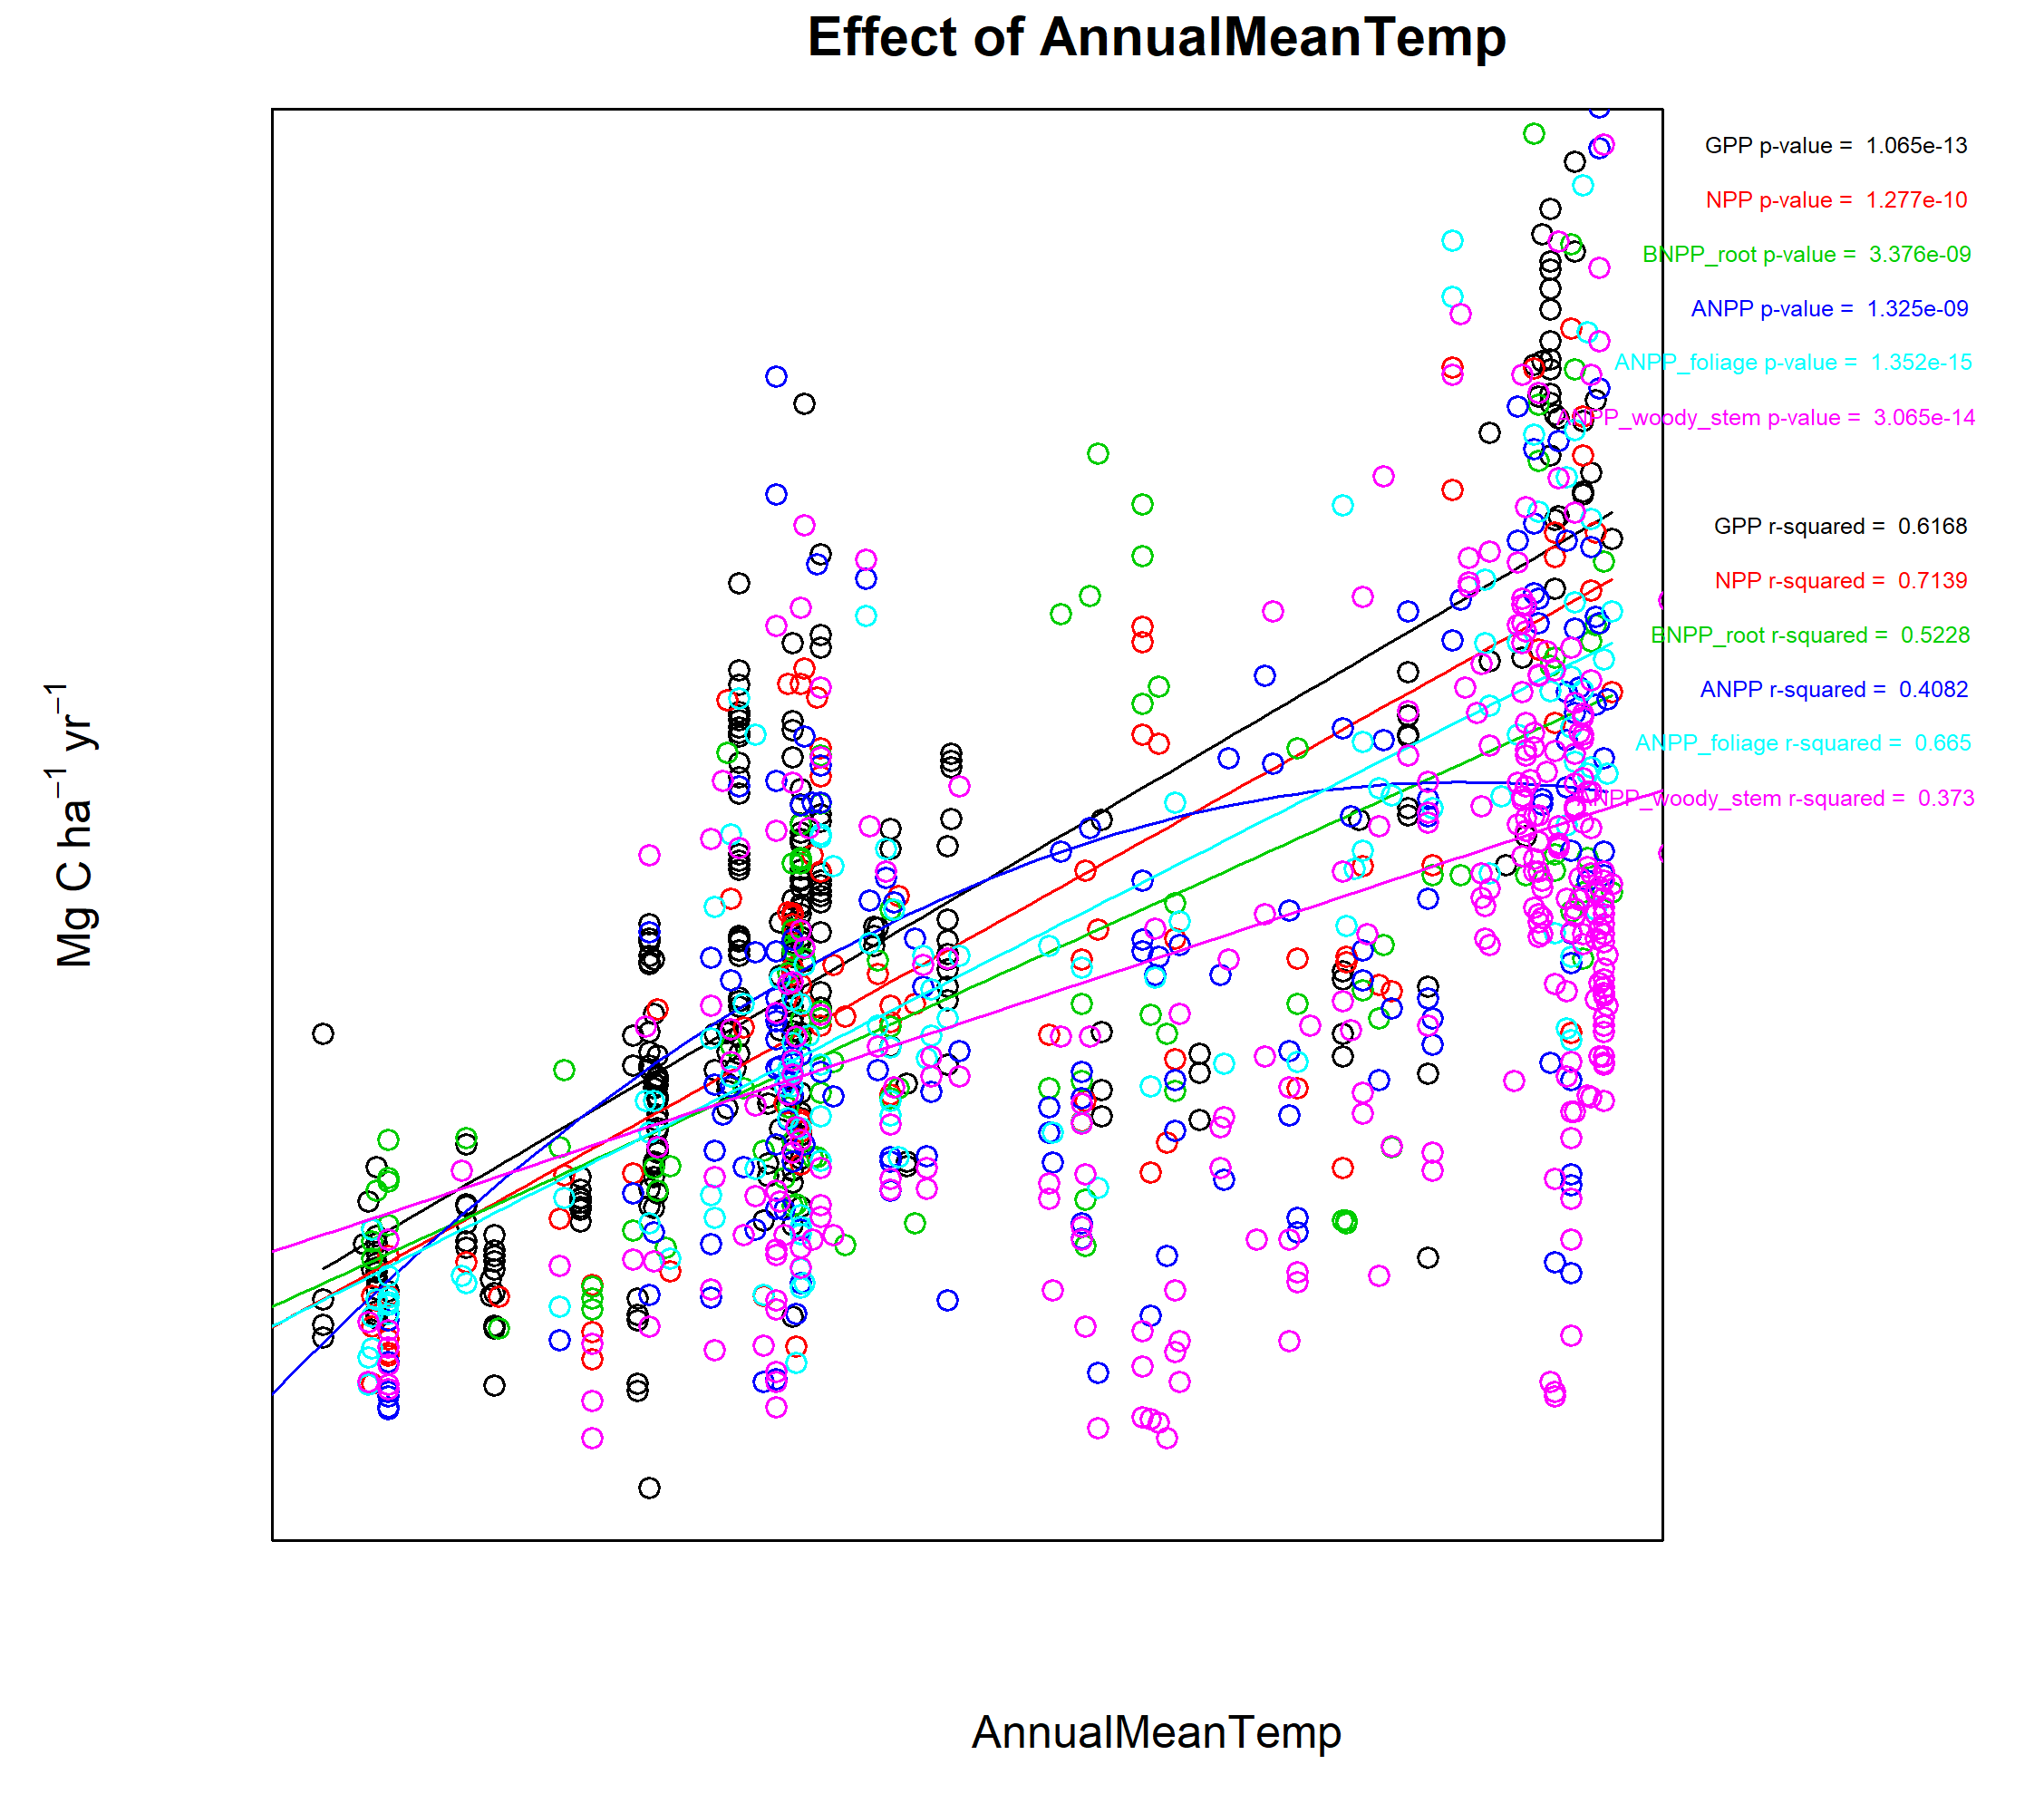 Effect of AnnualMeanTemp
GPP p-value = 1.065e-13
NPP p-value = 1.277e-10
BNPP_root p-value = 3.376e-09
ANPP p-value = 1.325e-09
ANPP_foliage p-value = 1.352e-15
ANPP_woody_stem p-value = 3.065e-14
GPP r-squared = 0.6168
NPP r-squared = 0.7139
BNPP_root r-squared = 0.5228
ANPP r-squared = 0.4082
ANPP_foliage r-squared = 0.665
ANPP_woody_stem r-squared = 0.373
Mg C ha⁻¹ yr⁻¹
AnnualMeanTemp